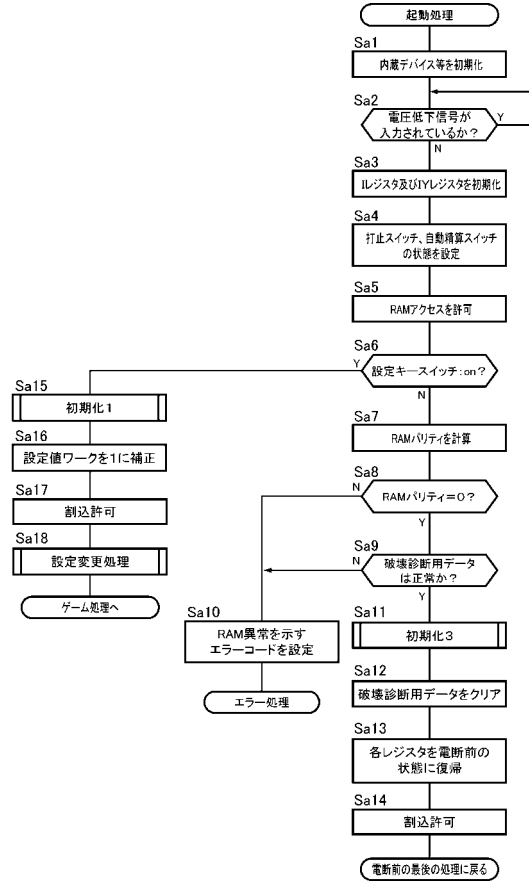 起動処理
Sa1
内蔵デバイス等を初期化
Sa2
電圧低下信号が
入力されているか？
Y
N
Sa3
Iレジスタ及びIYレジスタを初期化
Sa4
打止スイッチ、自動精算スイッチ
の状態を設定
Sa5
RAMアクセスを許可
Sa6
設定キースイッチ：on？
Y
N
Sa15
初期化1
Sa16
設定値ワークを1に補正
Sa17
割込許可
Sa18
設定変更処理
ゲーム処理へ
Sa7
RAMパリティを計算
Sa8
RAMパリティ＝0？
N
Y
Sa9
破壊診断用データ
は正常か？
N
Y
Sa10
RAM異常を示す
エラーコードを設定
エラー処理
Sa11
初期化3
Sa12
破壊診断用データをクリア
Sa13
各レジスタを電断前の
状態に復帰
Sa14
割込許可
電断前の最後の処理に戻る